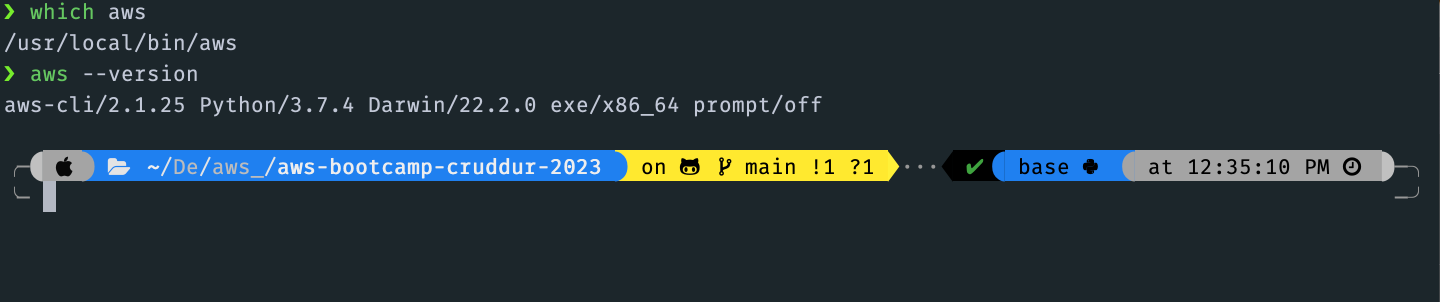 ❯ which aws
/usr/local/bin/aws
❯ aws --version
aws-cli/2.1.25 Python/3.7.4 Darwin/22.2.0 exe/x86_64 prompt/off
~/De/aws_/aws-bootcamp-cruddur-2023 on main !1 ?1 ··· ✔ base at 12:35:10 PM